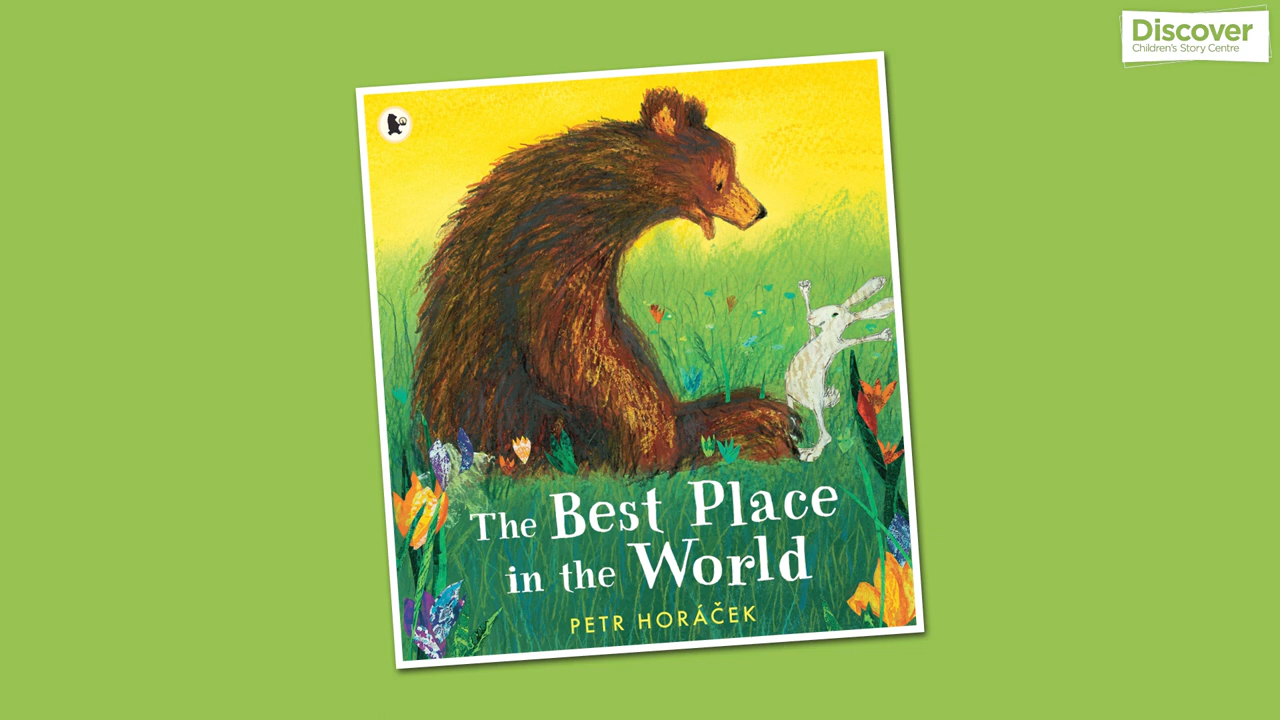 Discover
Children's Story Centre
The Best Place
in the World
PETR HORÁČEK